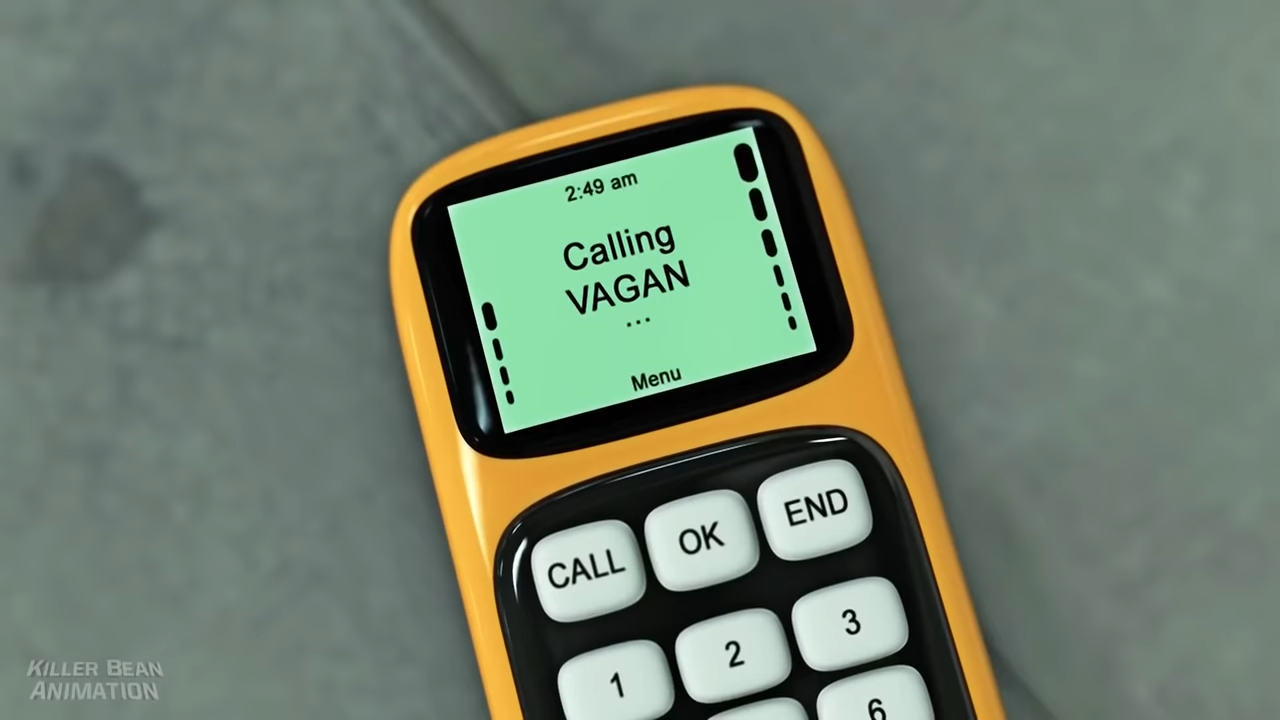 2:49 am
Calling
VAGAN
...
Menu
CALL OK END
1 2 3
6
KILLER BEAN
ANIMATION